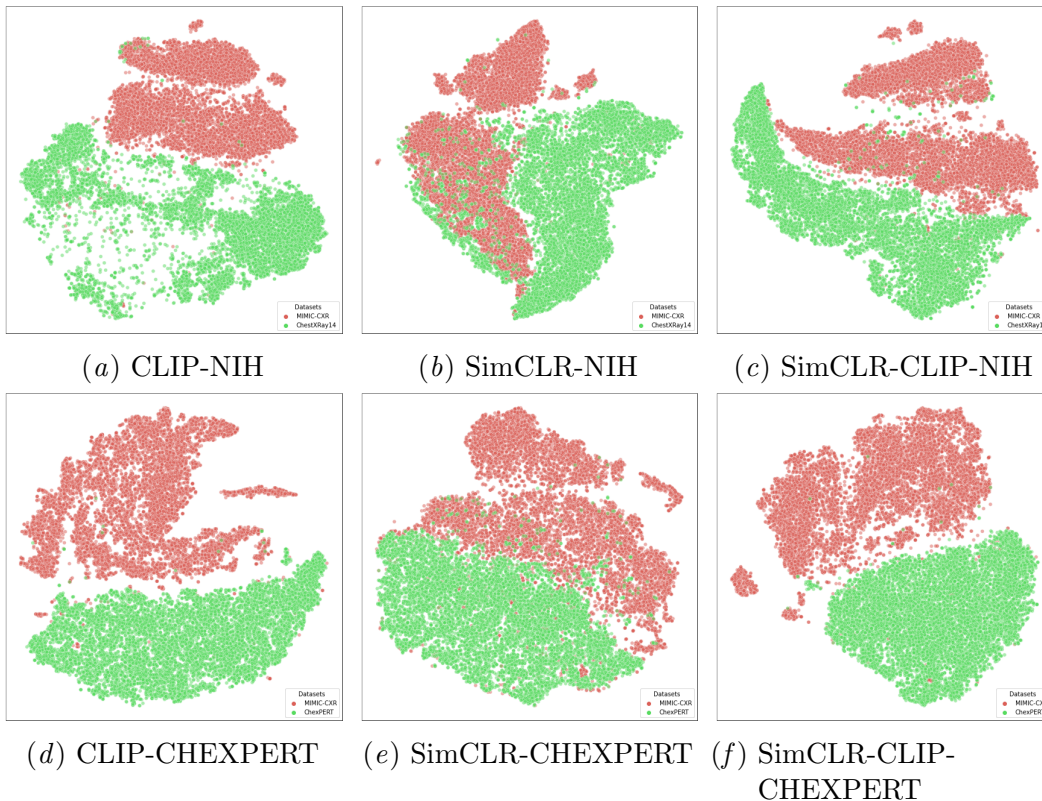 Datasets
MIMIC-CXR
ChestXRay14
Datasets
MIMIC-CXR
ChestXRay14
Datasets
MIMIC-CXR
ChestXRay1
(a) CLIP-NIH
(b) SimCLR-NIH
(c) SimCLR-CLIP-NIH
Datasets
MIMIC-CXR
ChexPERT
Datasets
MIMIC-CXR
ChexPERT
Datasets
MIMIC-CXR
ChexPERT
(d) CLIP-CHEXPERT
(e) SimCLR-CHEXPERT
(f) SimCLR-CLIP-
CHEXPERT